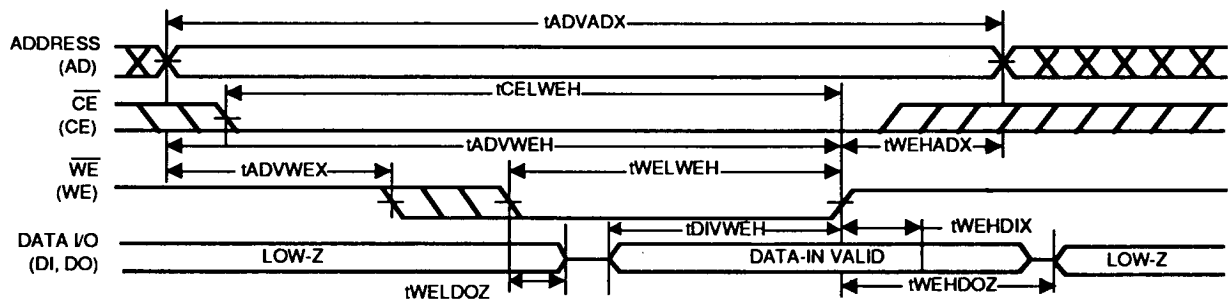 tADVADX
ADDRESS
(AD)
CE
(CE)
tCELWEH
tADVWEH
tWEHADX
WE
(WE)
tADVWEX
tWELWEH
DATA I/O
(DI, DO)
tDIVWEH
tWEHDIX
LOW-Z
DATA-IN VALID
LOW-Z
tWELDOZ
tWEHDOZ